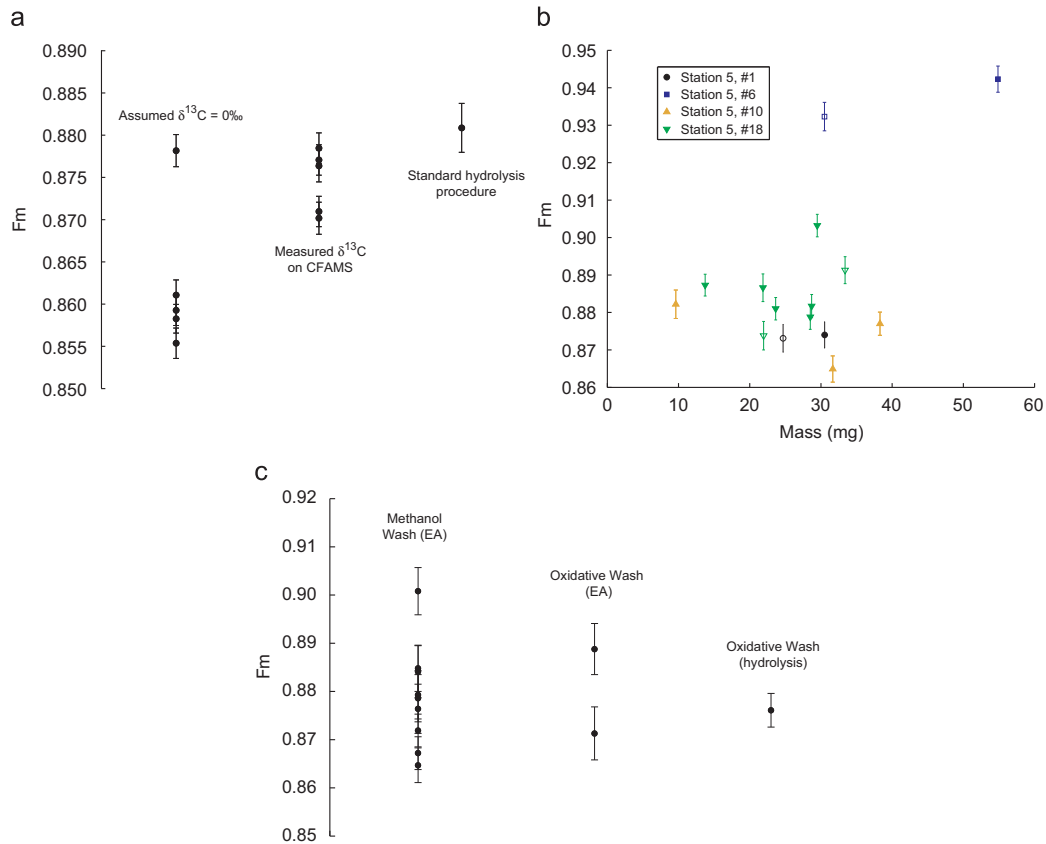 a
0.890
0.885
0.880
0.875
0.870
0.865
0.860
0.855
0.850
Fm
Assumed δ13C = 0‰
Measured δ13C
on CFAMS
Standard hydrolysis
procedure
b
0.95
0.94
0.93
0.92
0.91
0.90
0.89
0.88
0.87
0.86
Fm
Station 5, #1
Station 5, #6
Station 5, #10
Station 5, #18
0 10 20 30 40 50 60
Mass (mg)
c
0.92
0.91
0.90
0.89
0.88
0.87
0.86
0.85
Fm
Methanol
Wash (EA)
Oxidative Wash
(EA)
Oxidative Wash
(hydrolysis)